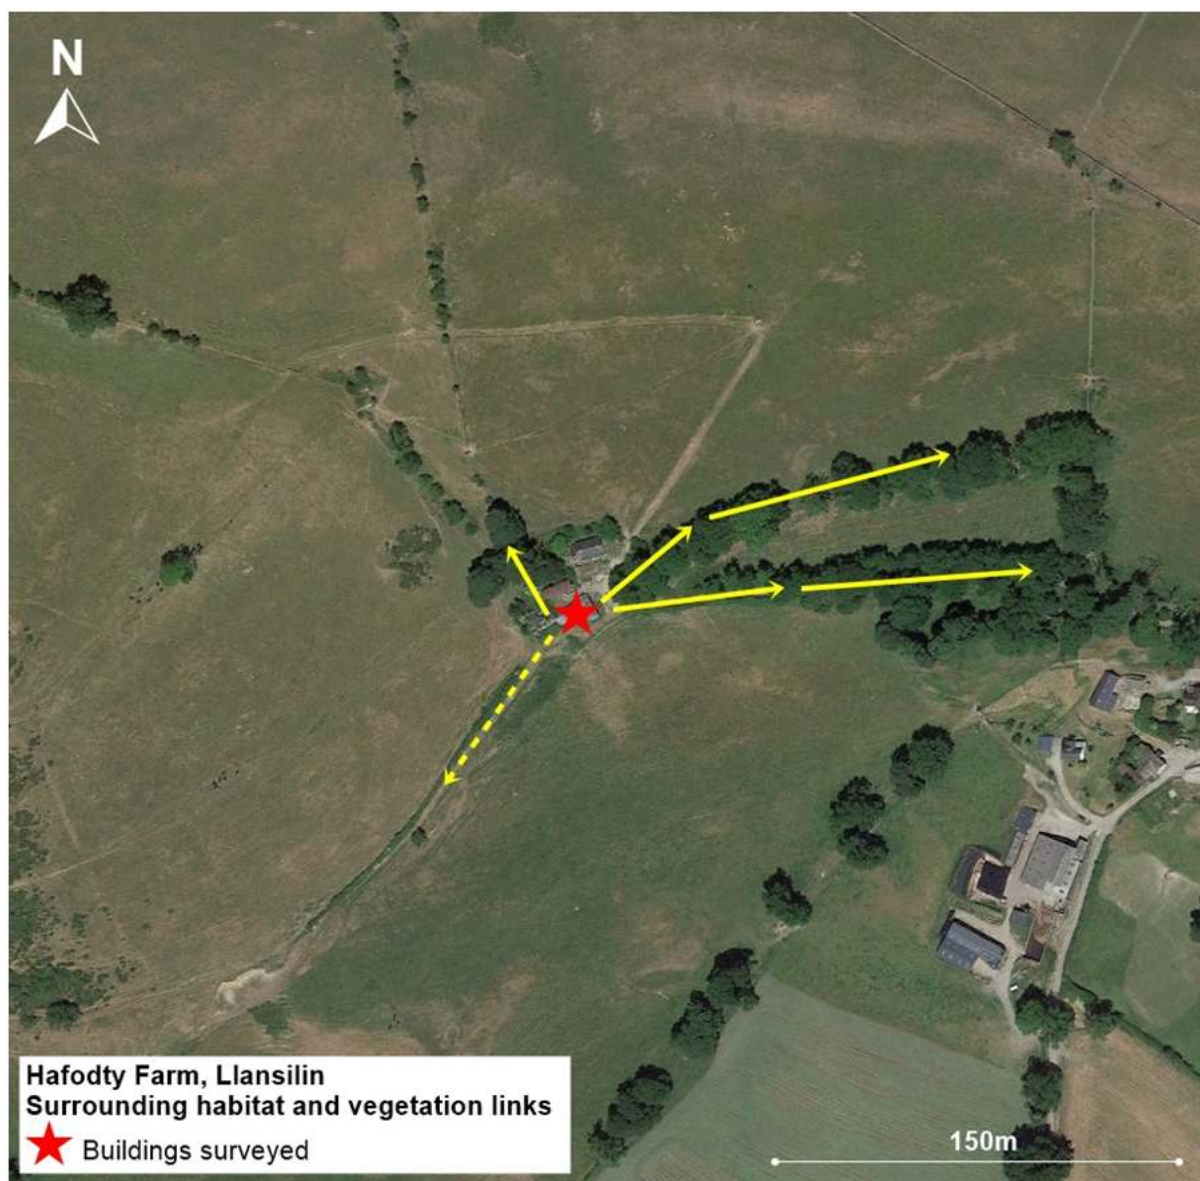 N
Hafodty Farm, Llansilin
Surrounding habitat and vegetation links
Buildings surveyed
150m